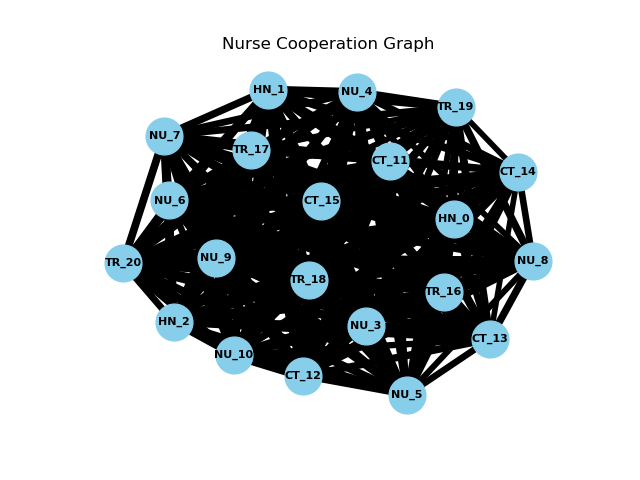 Nurse Cooperation Graph
HN_1
NU_4
TR_19
NU_7
TR_17
CT_11
CT_14
NU_6
CT_15
HN_0
TR_20
NU_9
NU_8
TR_18
TR_16
HN_2
NU_3
CT_13
NU_10
CT_12
NU_5